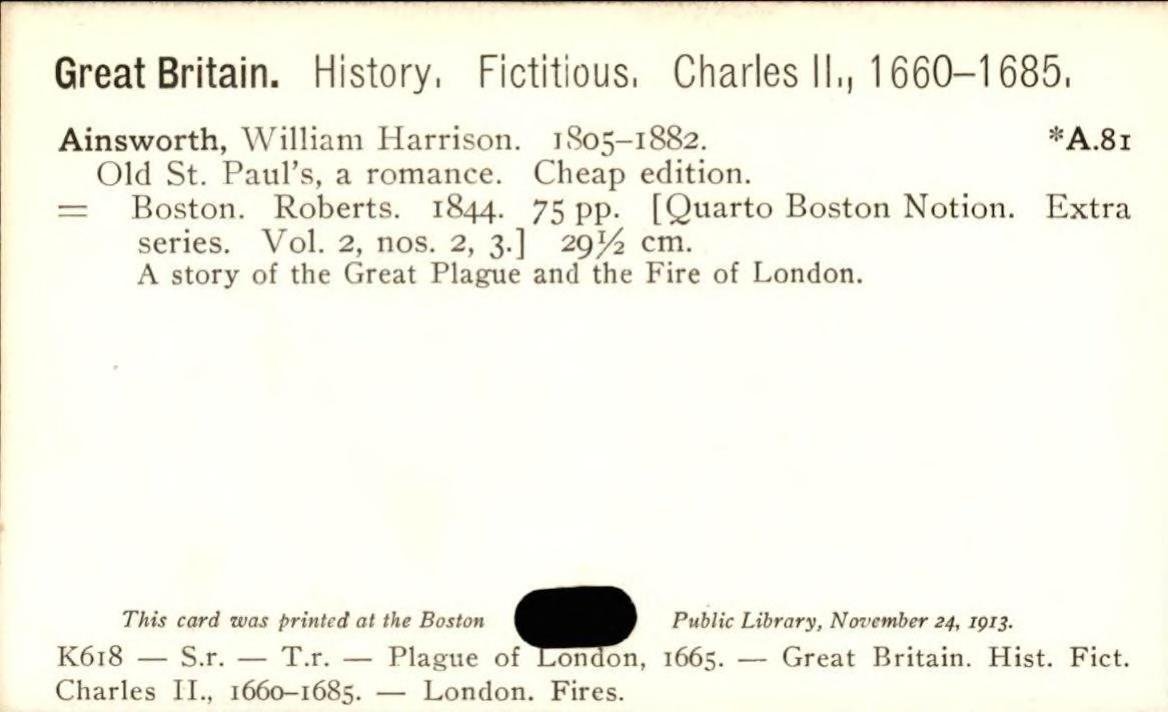 Great Britain. History. Fictitious. Charles II., 1660–1685.
Ainsworth, William Harrison. 1805–1882. *A.81
Old St. Paul's, a romance. Cheap edition.
= Boston. Roberts. 1844. 75 pp. [Quarto Boston Notion. Extra
series. Vol. 2, nos. 2, 3.] 29½ cm.
A story of the Great Plague and the Fire of London.
This card was printed at the Boston Public Library, November 24, 1913.
K618 — S.r. — T.r. — Plague of London, 1665. — Great Britain. Hist. Fict.
Charles II., 1660–1685. — London. Fires.